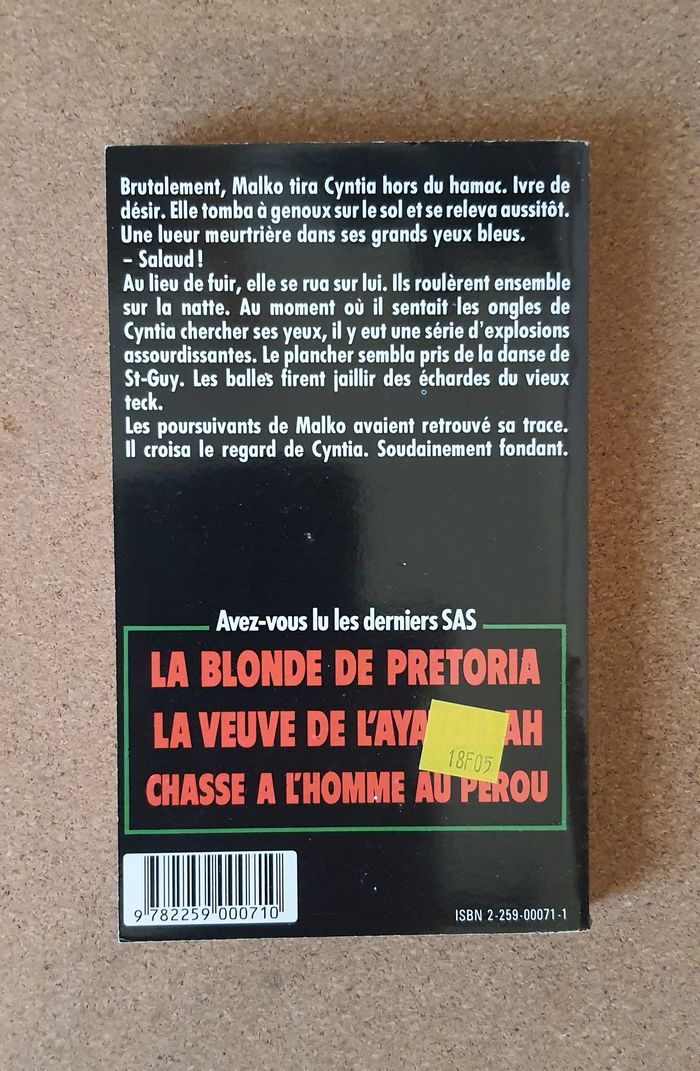 Brutalement, Malko tira Cyntia hors du hamac. Ivre de
désir. Elle tomba à genoux sur le sol et se releva aussitôt.
Une lueur meurtrière dans ses grands yeux bleus.
– Salaud !
Au lieu de fuir, elle se rua sur lui. Ils roulèrent ensemble
sur la natte. Au moment où il sentait les ongles de
Cyntia chercher ses yeux, il y eut une série d'explosions
assourdissantes. Le plancher sembla pris de la danse de
St-Guy. Les balles firent jaillir des échardes du vieux
teck.
Les poursuivants de Malko avaient retrouvé sa trace.
Il croisa le regard de Cyntia. Soudainement fondant.
Avez-vous lu les derniers SAS
LA BLONDE DE PRETORIA
LA VEUVE DE L'AYA AH
18F05
CHASSE A L'HOMME AU PEROU
9 782259 000710
ISBN 2-259-00071-1